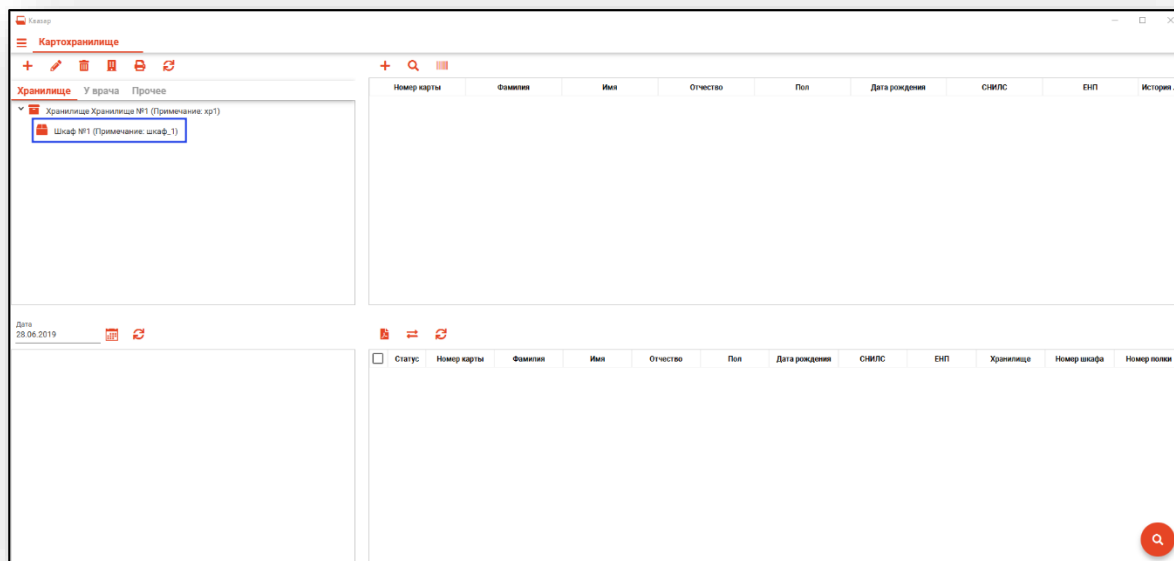 Квазар
Картохранилище
Хранилище У врача Прочее
Хранилище Хранилище №1 (Примечание: хр1)
Шкаф №1 (Примечание: шкаф_1)
Номер карты Фамилия Имя Отчество Пол Дата рождения СНИЛС ЕНП История
Дата
28.06.2019
Статус Номер карты Фамилия Имя Отчество Пол Дата рождения СНИЛС ЕНП Хранилище Номер шкафа Номер полки